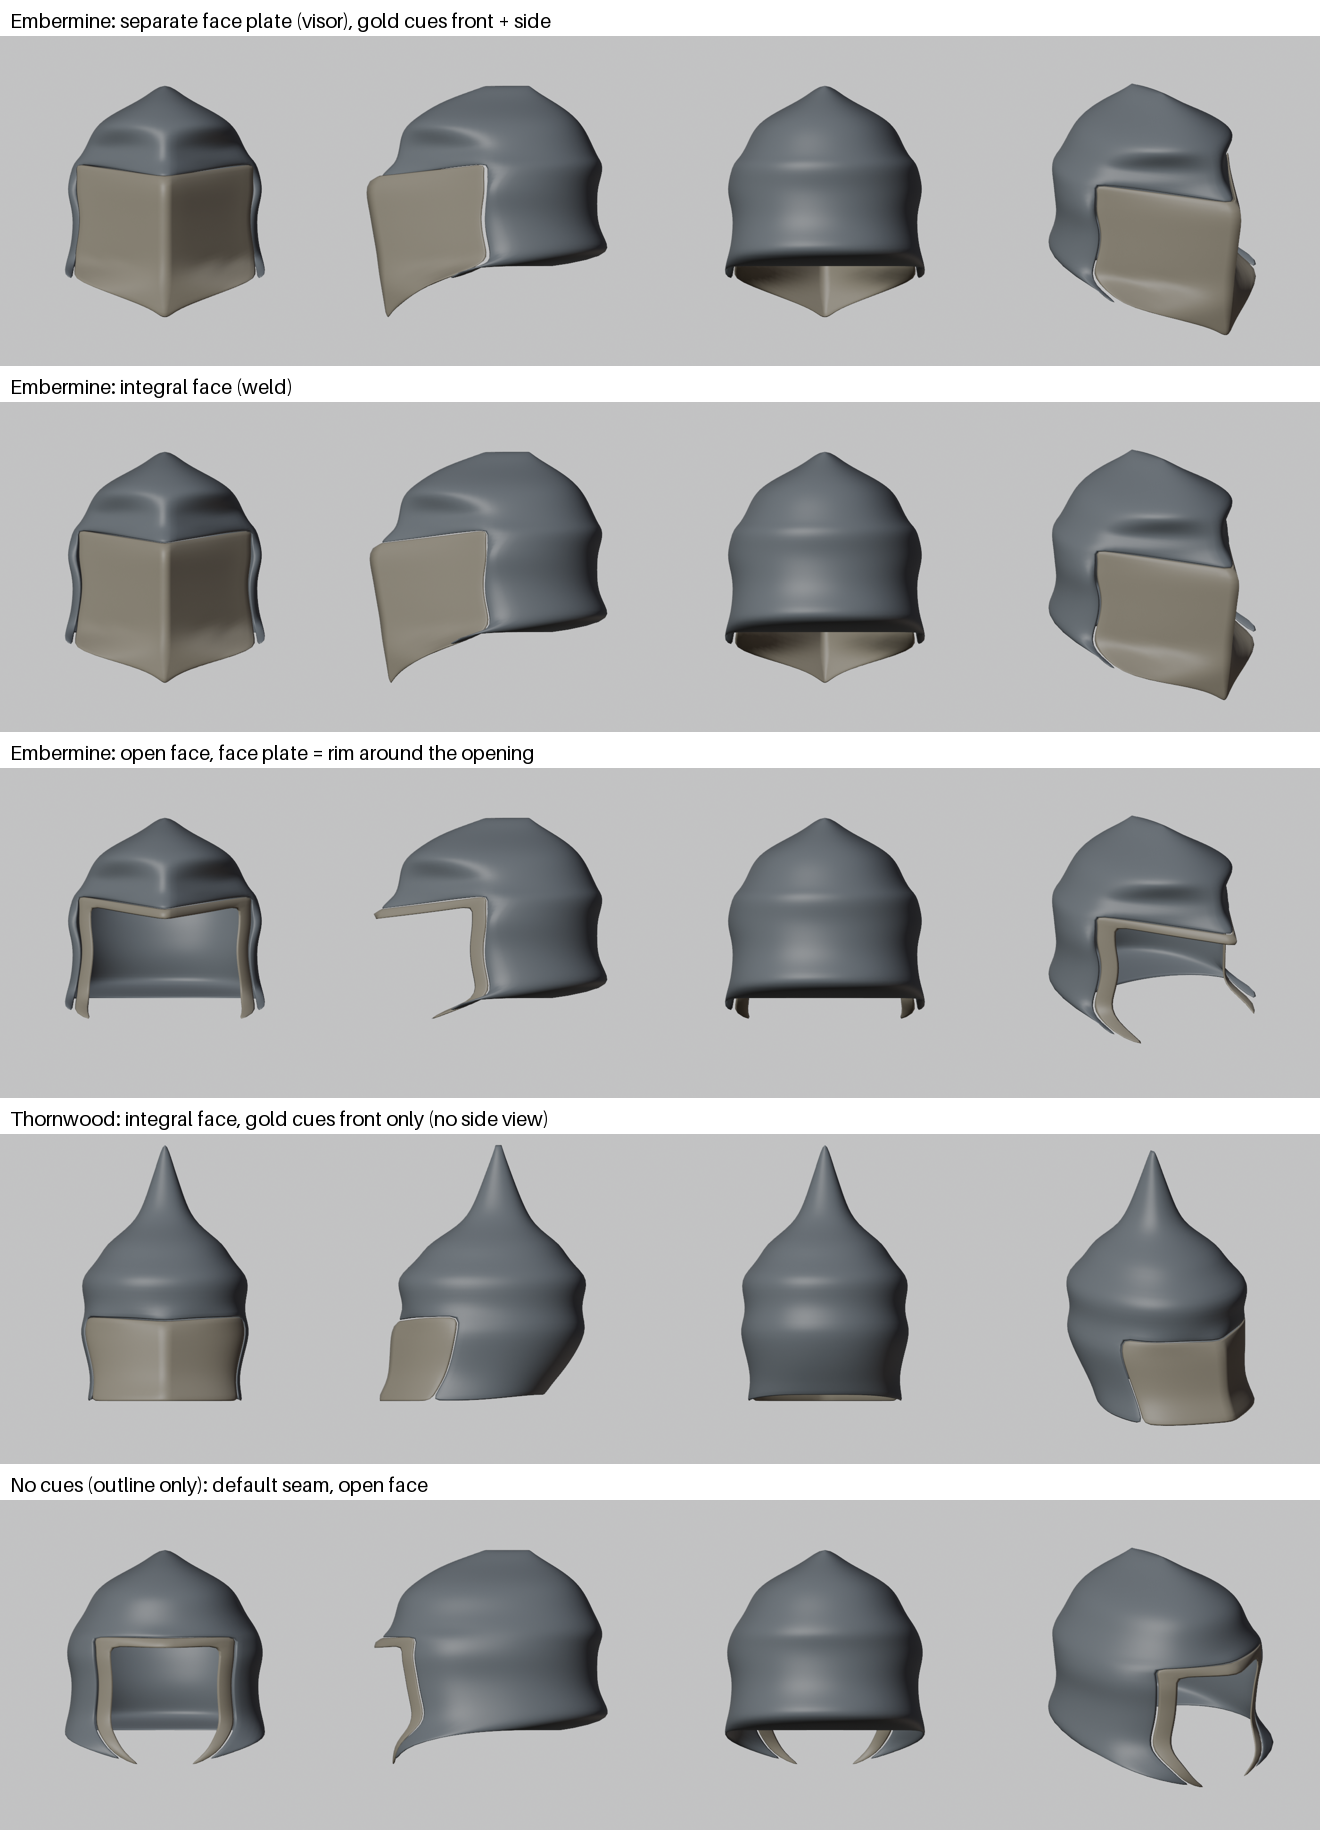 Embermine: separate face plate (visor), gold cues front + side
Embermine: integral face (weld)
Embermine: open face, face plate = rim around the opening
Thornwood: integral face, gold cues front only (no side view)
No cues (outline only): default seam, open face